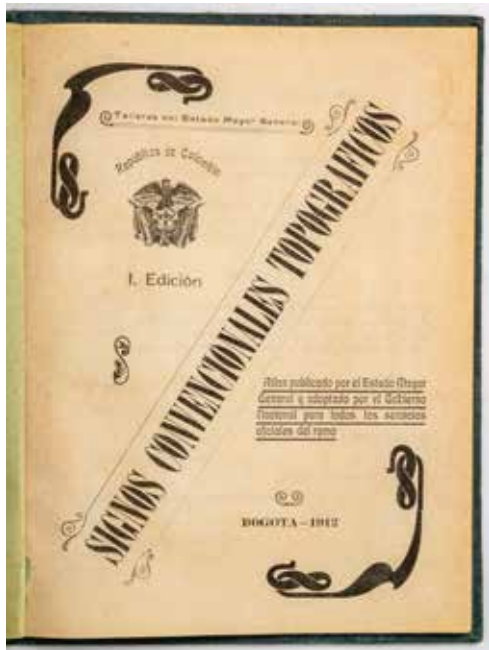 Talleres del Estado Mayor General
República de Colombia
I. Edición
SIGNOS CONVENCIONALES TOPOGRAFICOS
Atlas publicado por el Estado Mayor
General y adoptado por el Gobierno
Nacional para todos los servicios
oficiales del ramo
BOGOTA – 1912